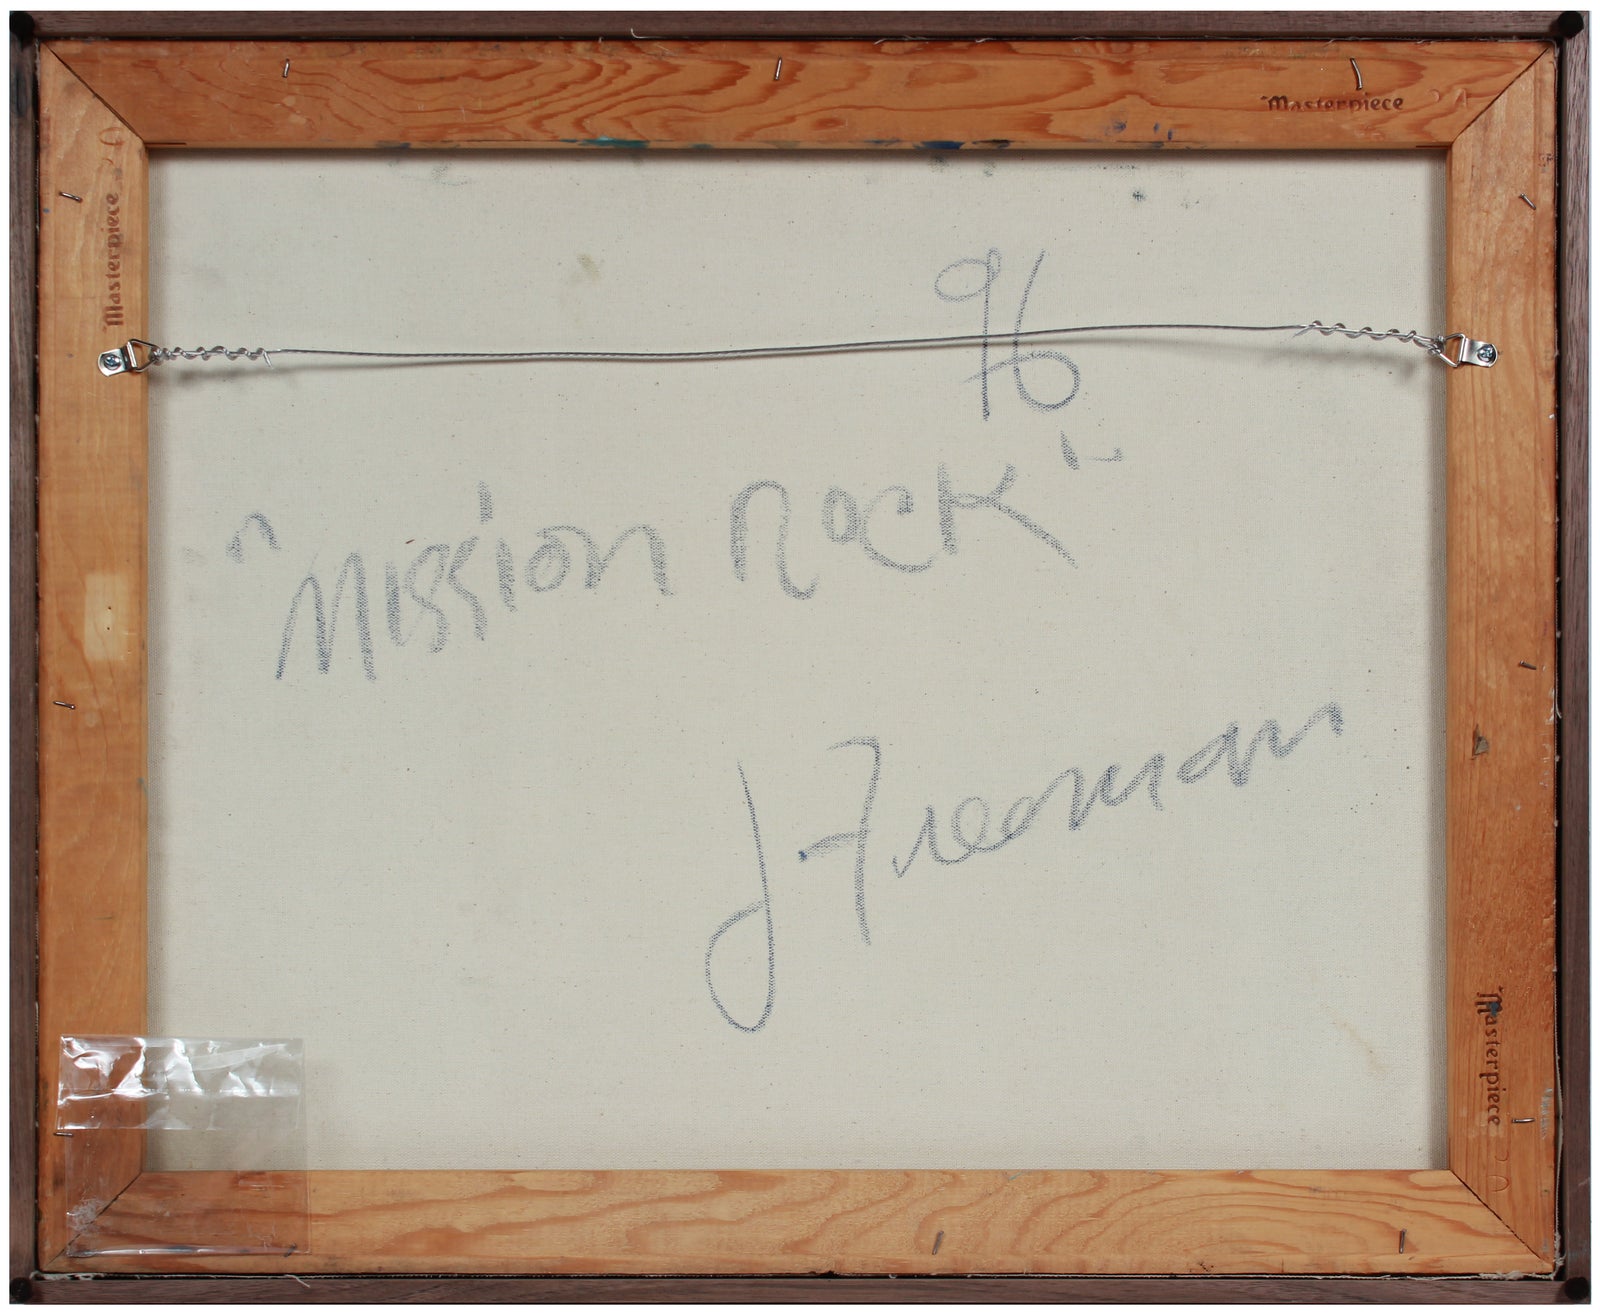 Masterpiece
Masterpiece
96
"Mission Rock"
J Freeman
Masterpiece